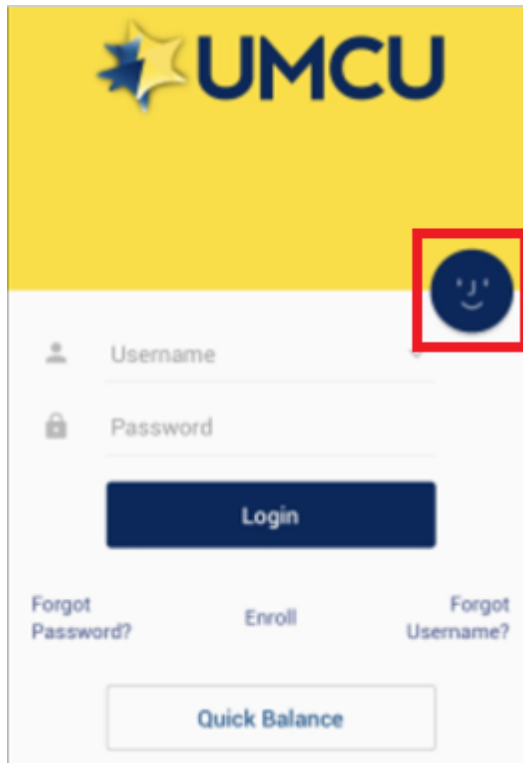 UMCU
Username
Password
Login
Forgot
Password?
Enroll
Forgot
Username?
Quick Balance